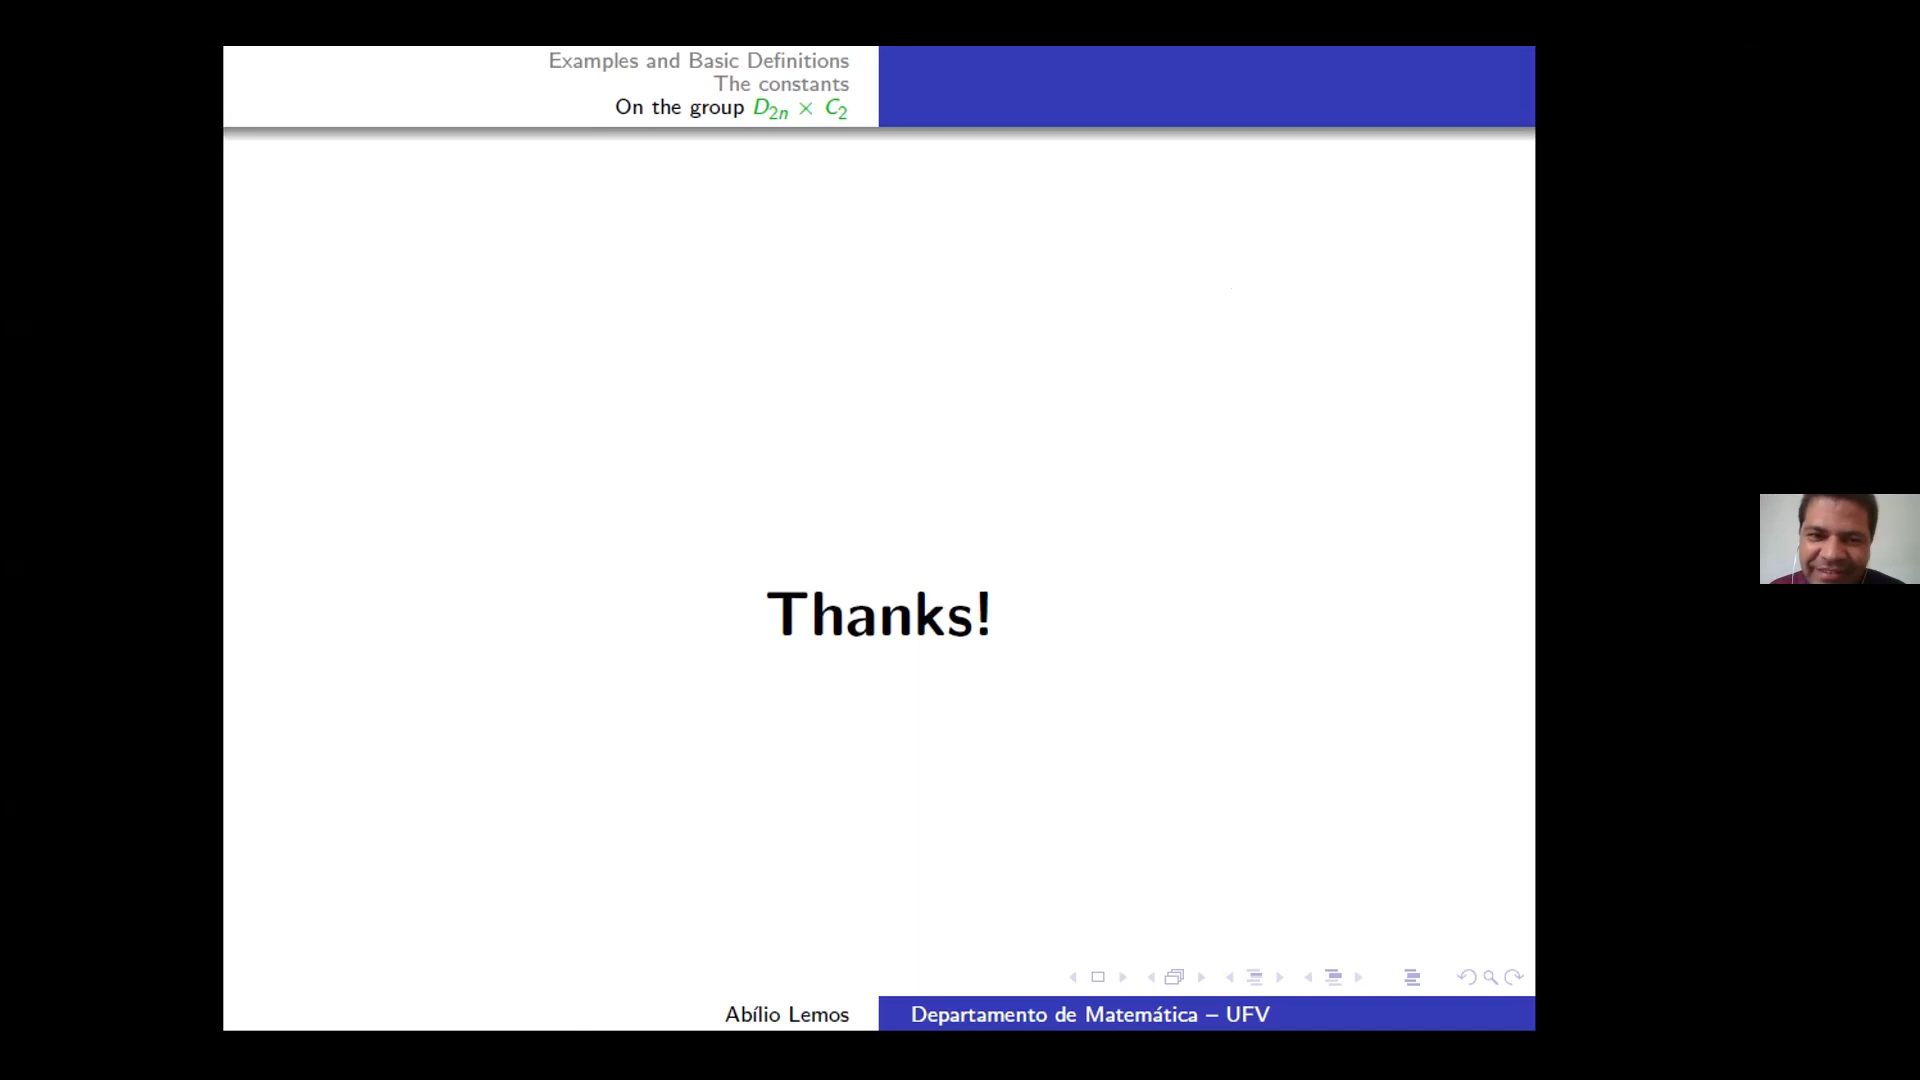 Examples and Basic Definitions
The constants
On the group D₂ₙ × C₂
Thanks!
Abílio Lemos
Departamento de Matemática – UFV